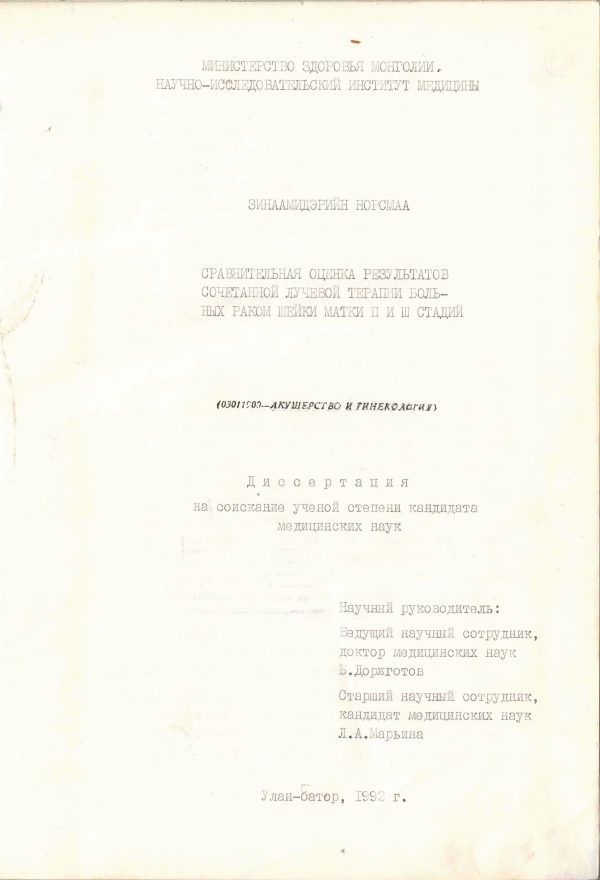 МИНИСТЕРСТВО ЗДОРОВЬЯ МОНГОЛИИ.
НАУЧНО-ИССЛЕДОВАТЕЛЬСКИЙ ИНСТИТУТ МЕДИЦИНЫ
ЗИНААМИДЭРИЙН НОРСМАА
СРАВНИТЕЛЬНАЯ ОЦЕНКА РЕЗУЛЬТАТОВ
СОЧЕТАННОЙ ЛУЧЕВОЙ ТЕРАПИИ БОЛЬ-
НЫХ РАКОМ ШЕЙКИ МАТКИ П И Ш СТАДИЙ
(03011900-АКУШЕРСТВО И ГИНЕКОЛОГИЯ)
Диссертация
на соискание ученой степени кандидата
медицинских наук
Научный руководитель:
Ведущий научный сотрудник,
доктор медицинских наук
Б.Доржготов
Старший научный сотрудник,
кандидат медицинских наук
Л.А.Марьина
Улан-батор, 1992 г.